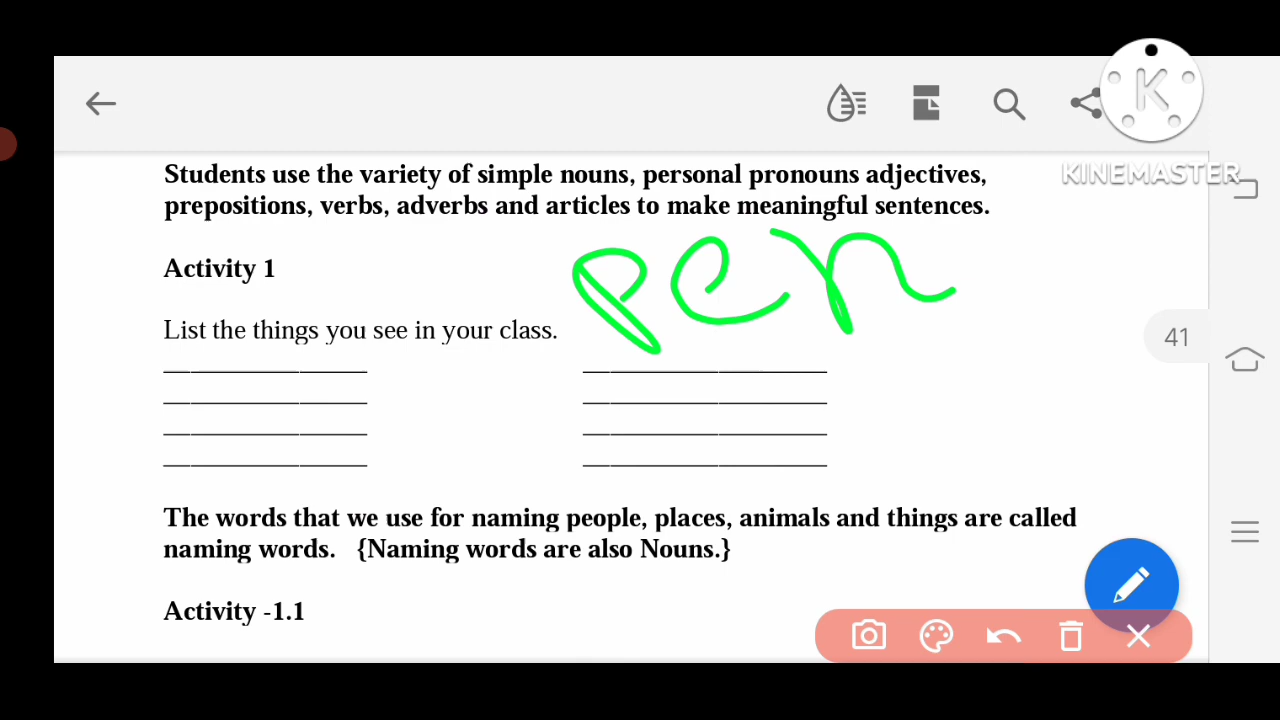 K
KINEMASTER
Students use the variety of simple nouns, personal pronouns adjectives,
prepositions, verbs, adverbs and articles to make meaningful sentences.
pen
Activity 1
List the things you see in your class.
41
The words that we use for naming people, places, animals and things are called
naming words. {Naming words are also Nouns.}
Activity -1.1